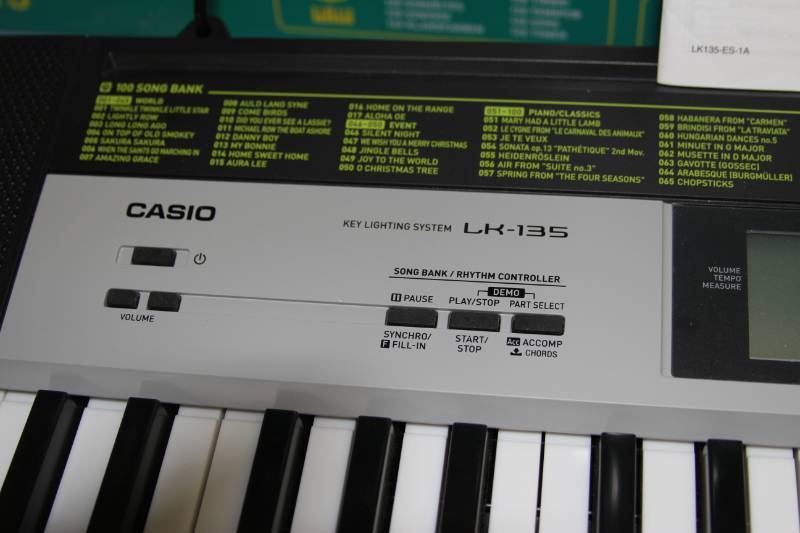 LK135-ES-1A
100 SONG BANK
001-045 WORLD
001 TWINKLE TWINKLE LITTLE STAR
002 LIGHTLY ROW
003 LONG LONG AGO
004 ON TOP OF OLD SMOKEY
005 SAKURA SAKURA
006 WHEN THE SAINTS GO MARCHING IN
007 AMAZING GRACE
008 AULD LANG SYNE
009 COME BIRDS
010 DID YOU EVER SEE A LASSIE?
011 MICHAEL ROW THE BOAT ASHORE
012 DANNY BOY
013 MY BONNIE
014 HOME SWEET HOME
015 AURA LEE
016 HOME ON THE RANGE
017 ALOHA OE
046-050 EVENT
046 SILENT NIGHT
047 WE WISH YOU A MERRY CHRISTMAS
048 JINGLE BELLS
049 JOY TO THE WORLD
050 O CHRISTMAS TREE
051-100 PIANO/CLASSICS
051 MARY HAD A LITTLE LAMB
052 LE CYGNE FROM "LE CARNAVAL DES ANIMAUX"
053 JE TE VEUX
054 SONATA op.13 "PATHÉTIQUE" 2nd Mov.
055 HEIDENRÖSLEIN
056 AIR FROM "SUITE no.3"
057 SPRING FROM "THE FOUR SEASONS"
058 HABANERA FROM "CARMEN"
059 BRINDISI FROM "LA TRAVIATA"
060 HUNGARIAN DANCES no.5
061 MINUET IN G MAJOR
062 MUSETTE IN D MAJOR
063 GAVOTTE [GOSSEC]
064 ARABESQUE [BURGMÜLLER]
065 CHOPSTICKS
CASIO
KEY LIGHTING SYSTEM LK-135
VOLUME
TEMPO
MEASURE
SONG BANK / RHYTHM CONTROLLER
DEMO
PAUSE PLAY/STOP PART SELECT
VOLUME
SYNCHRO/
F FILL-IN
START/
STOP
Acc ACCOMP
CHORDS